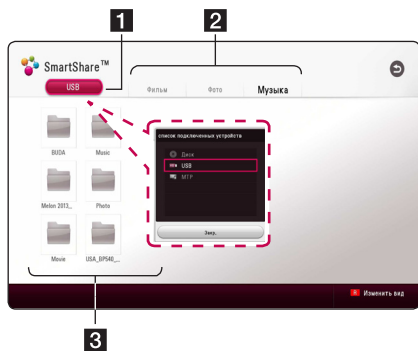 1
2
SmartShare™
USB
Фильм
Фото
Музыка
список подключенных устройств
Диск
USB
MTP
Закр.
BUDA
Music
Melon 2013_
Photo
Movie
USA_BP540_...
R Изменить вид
3